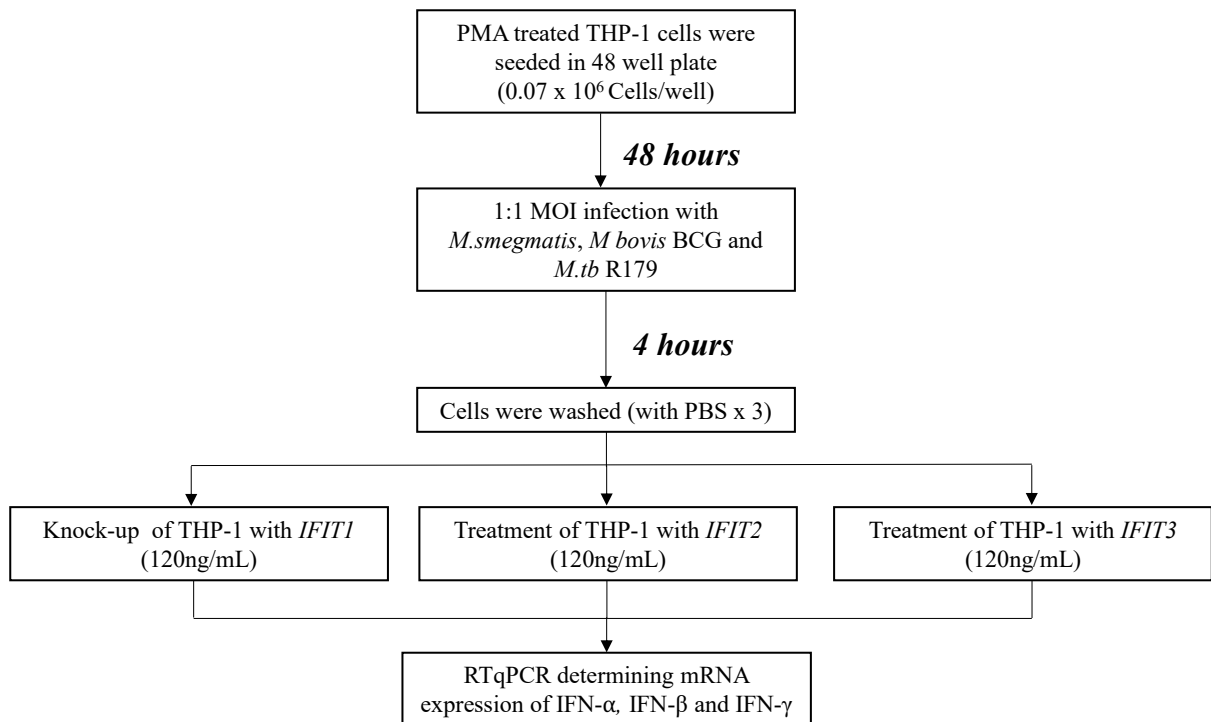 PMA treated THP-1 cells were
seeded in 48 well plate
(0.07 x 10⁶ Cells/well)
48 hours
1:1 MOI infection with
M.smegmatis, M bovis BCG and
M.tb R179
4 hours
Cells were washed (with PBS x 3)
Knock-up of THP-1 with IFIT1
(120ng/mL)
Treatment of THP-1 with IFIT2
(120ng/mL)
Treatment of THP-1 with IFIT3
(120ng/mL)
RTqPCR determining mRNA
expression of IFN-α, IFN-β and IFN-γ